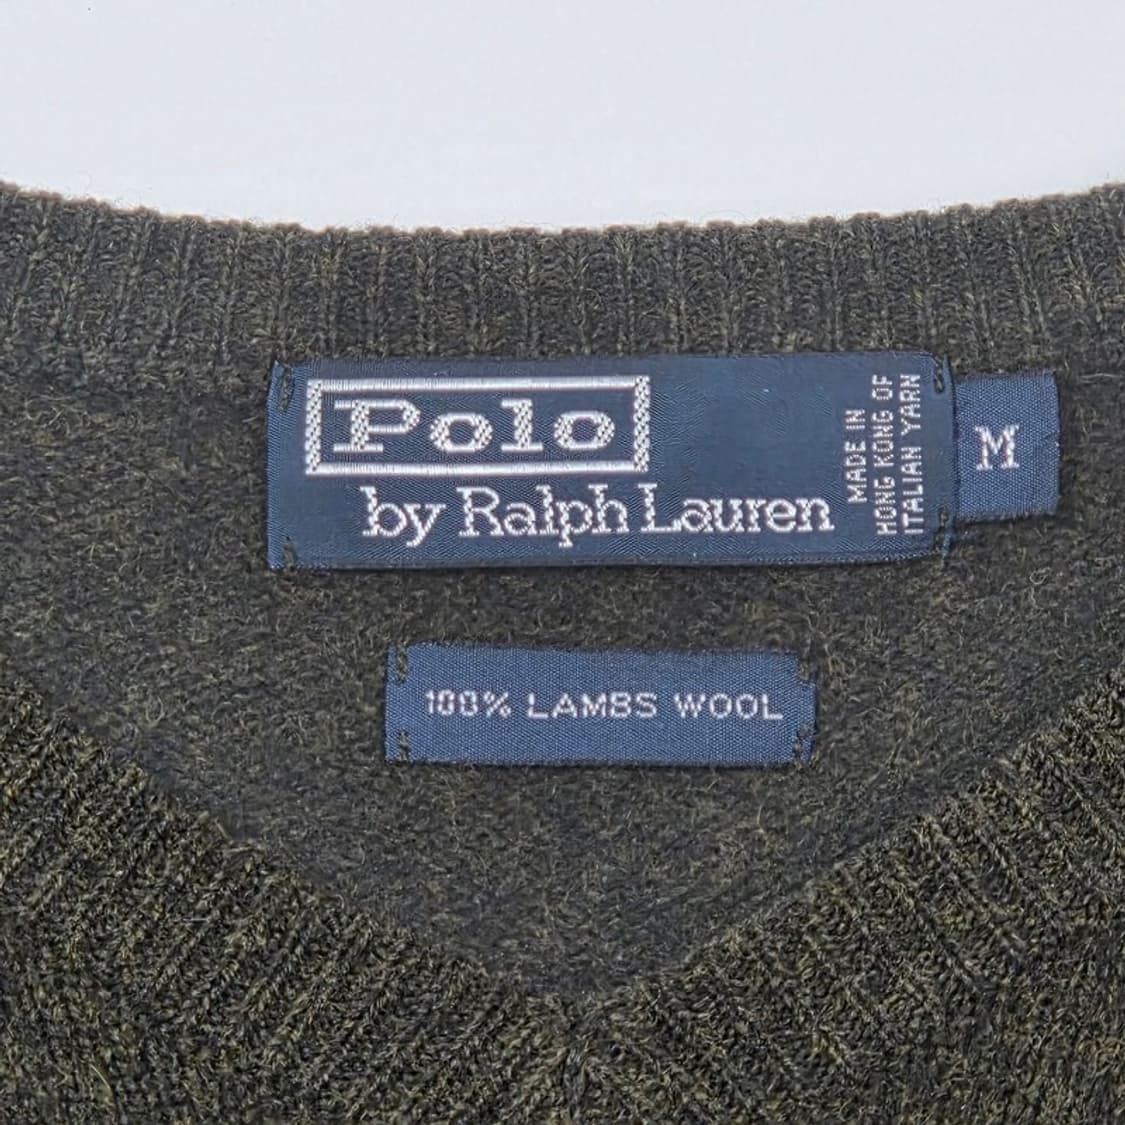 Polo
by Ralph Lauren
MADE IN
HONG KONG OF
ITALIAN YARN
M
100% LAMBS WOOL